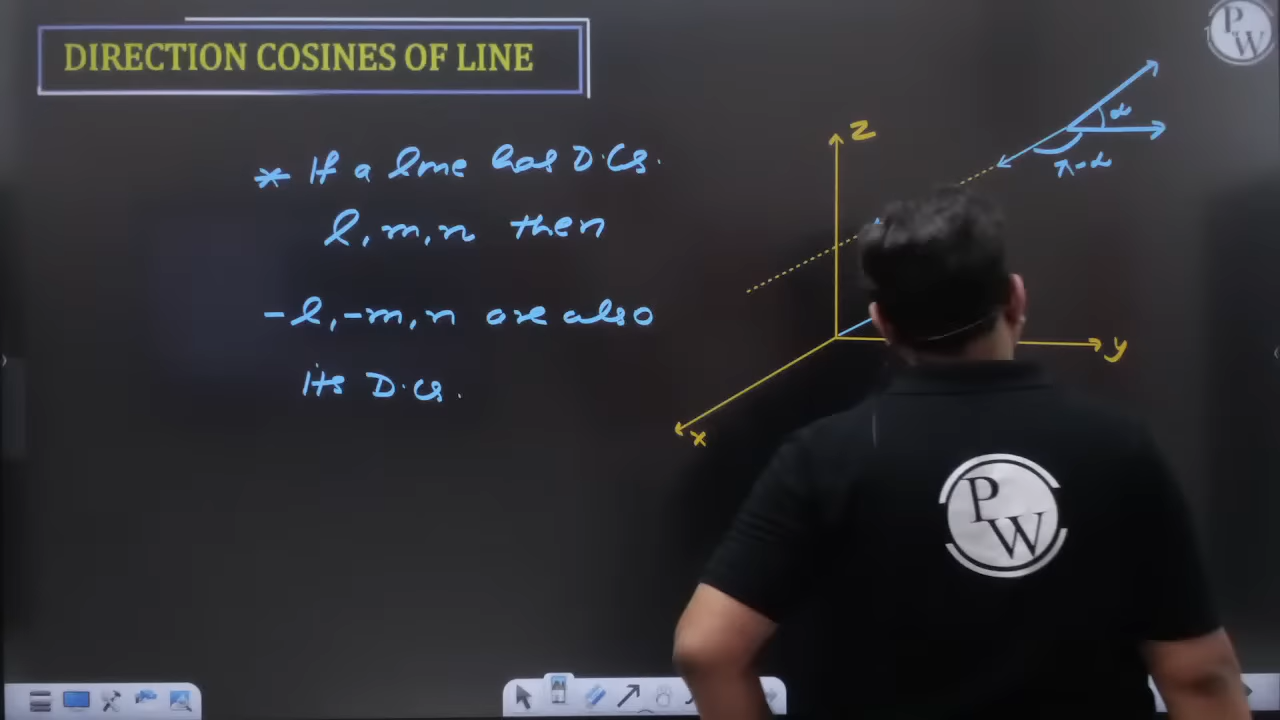 DIRECTION COSINES OF LINE
* If a line has D.Cs.
l, m, n then
-l, -m, n are also
its D.Cs.
Z
α
π-α
y
x
P
W
P
W